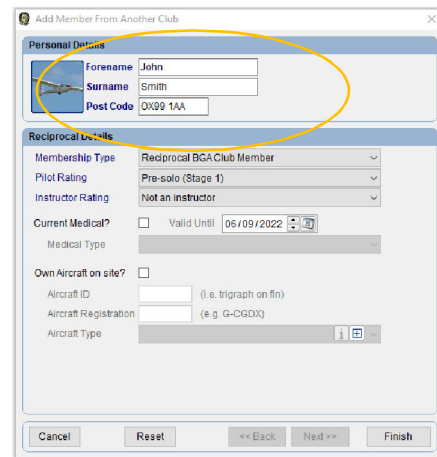 Add Member From Another Club
Personal Details
Forename John
Surname Smith
Post Code OX99 1AA
Reciprocal Details
Membership Type Reciprocal BGA Club Member
Pilot Rating Pre-solo (Stage 1)
Instructor Rating Not an instructor
Current Medical? Valid Until 06/09/2022
Medical Type
Own Aircraft on site?
Aircraft ID (i.e. trigraph on fin)
Aircraft Registration (e.g. G-CGDX)
Aircraft Type
Cancel Reset << Back Next >> Finish